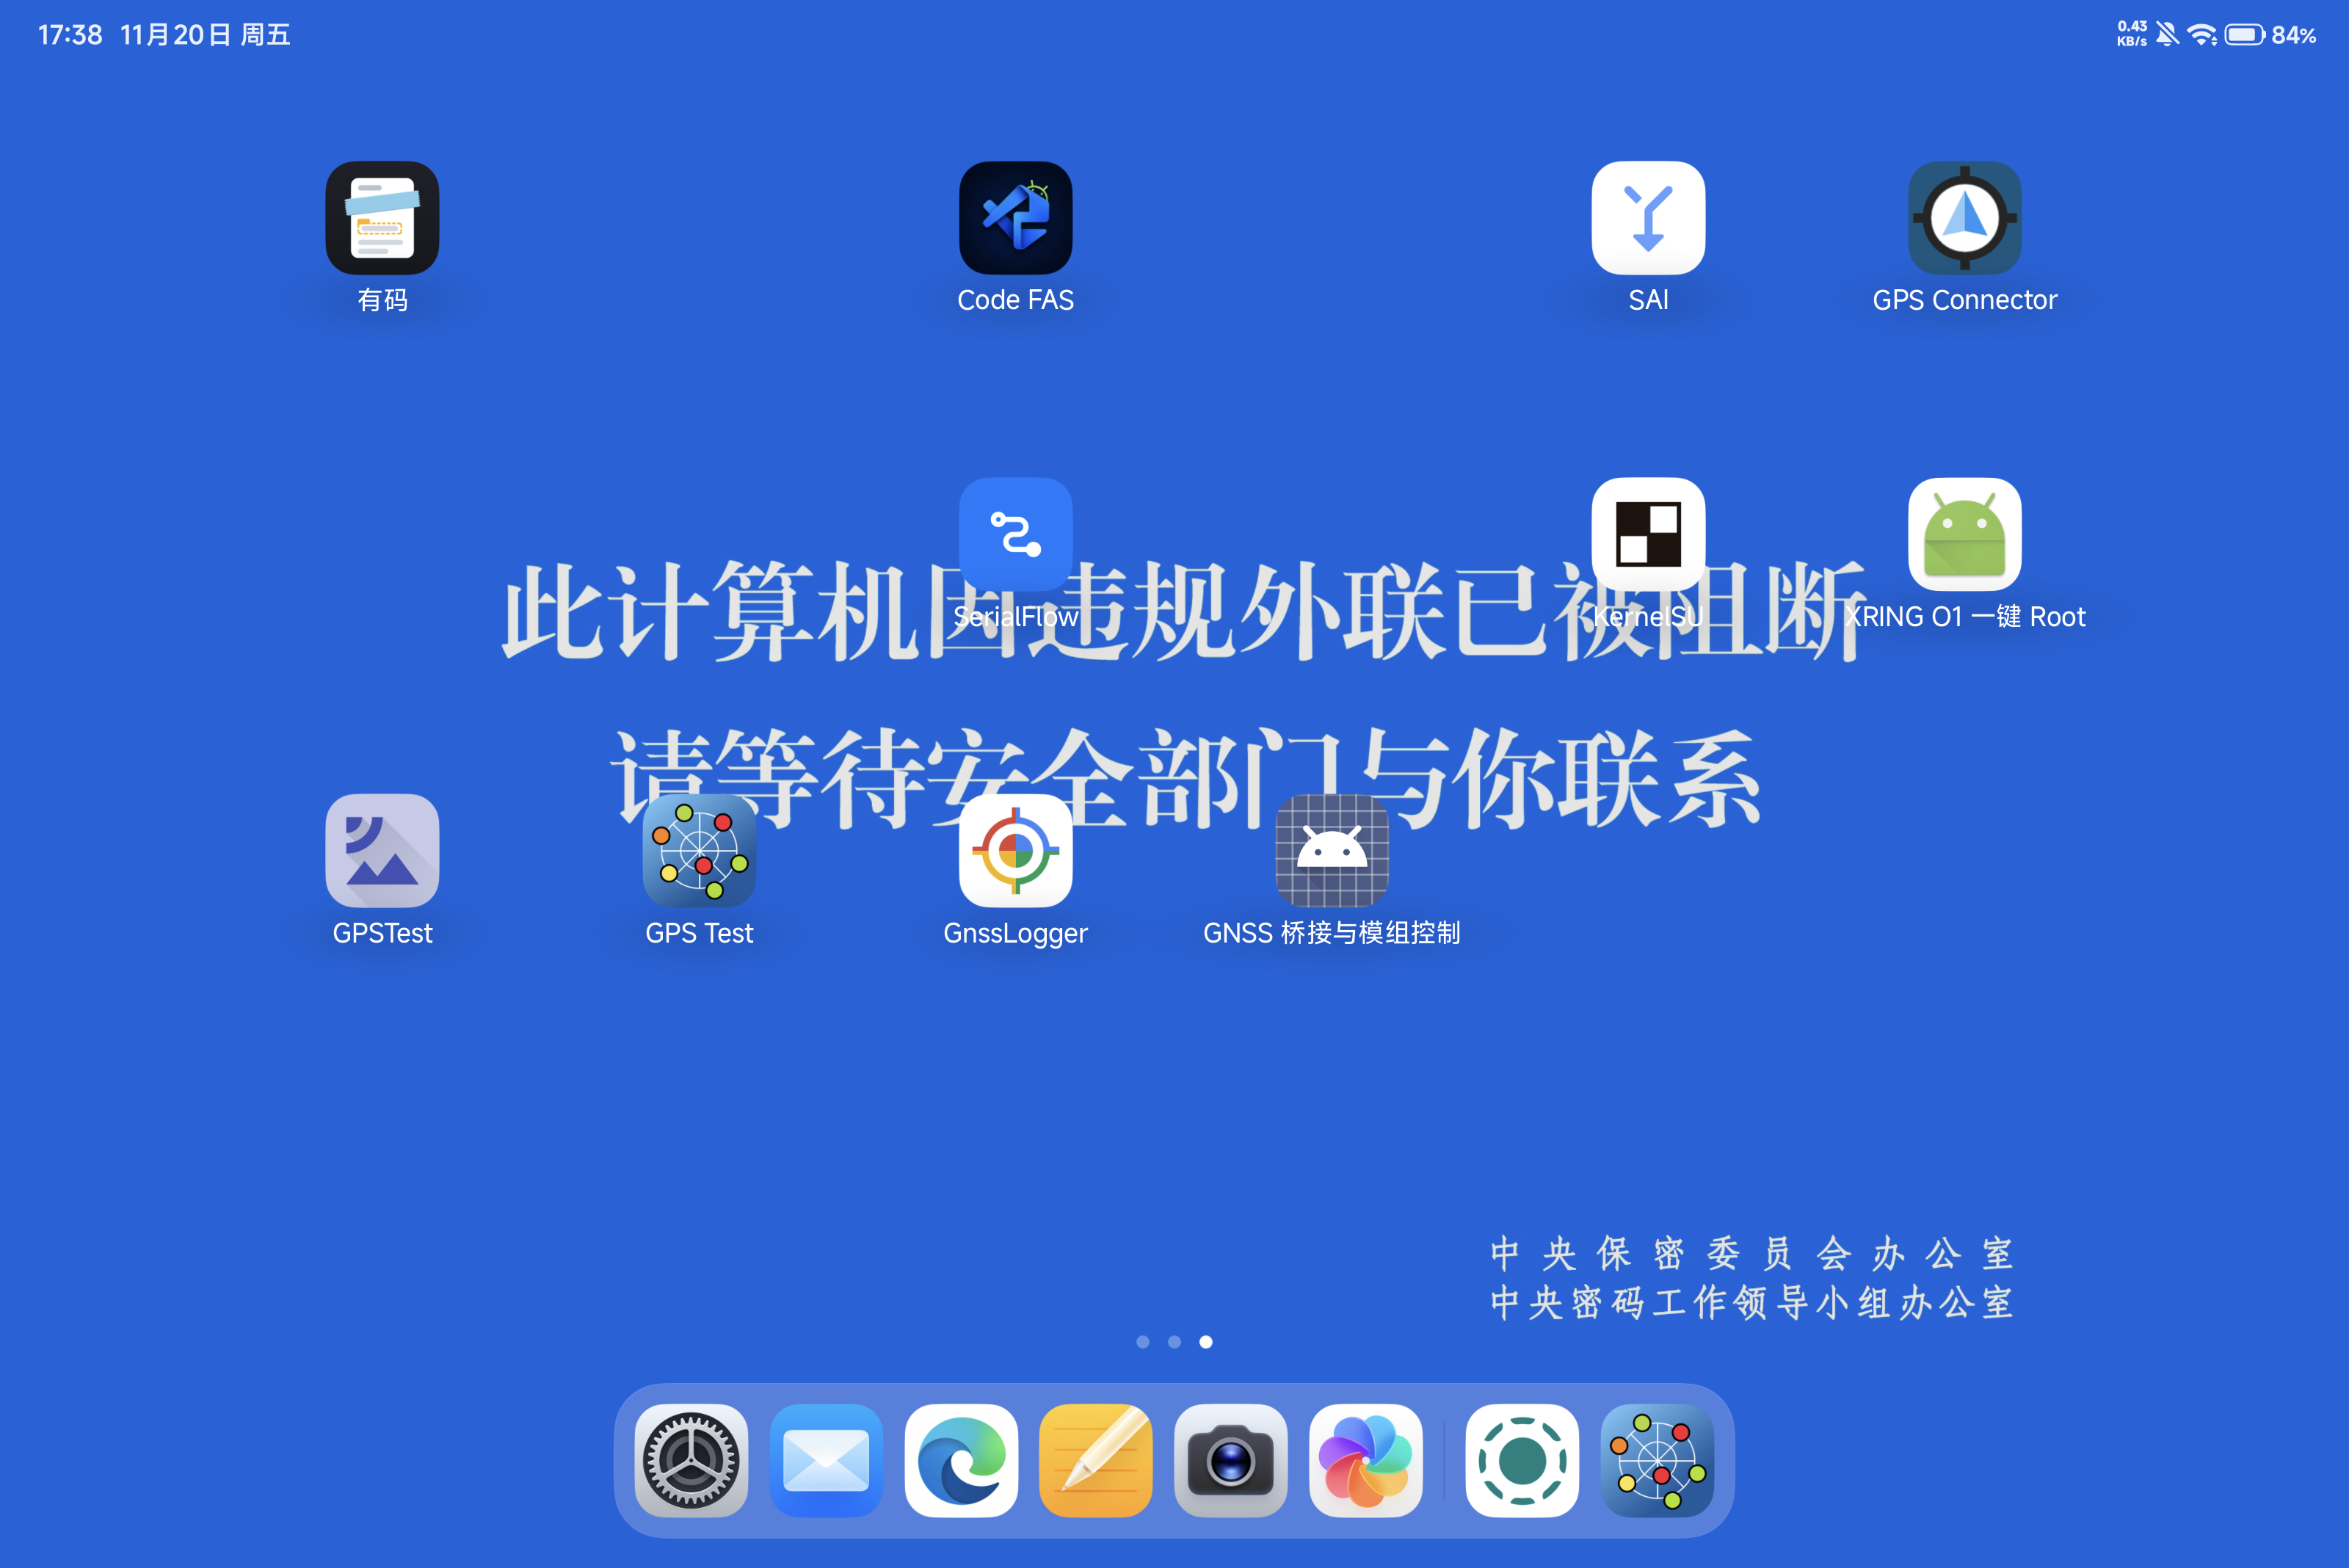 17:38 11月20日 周五
0.43 KB/s 84%
有码
Code FAS
SAI
GPS Connector
此计算机因违规外联已被阻断
SerialFlow
KernelSU
XRING O1 一键 Root
请等待安全部门与你联系
GPSTest
GPS Test
GnssLogger
GNSS 桥接与模组控制
中央保密委员会办公室
中央密码工作领导小组办公室